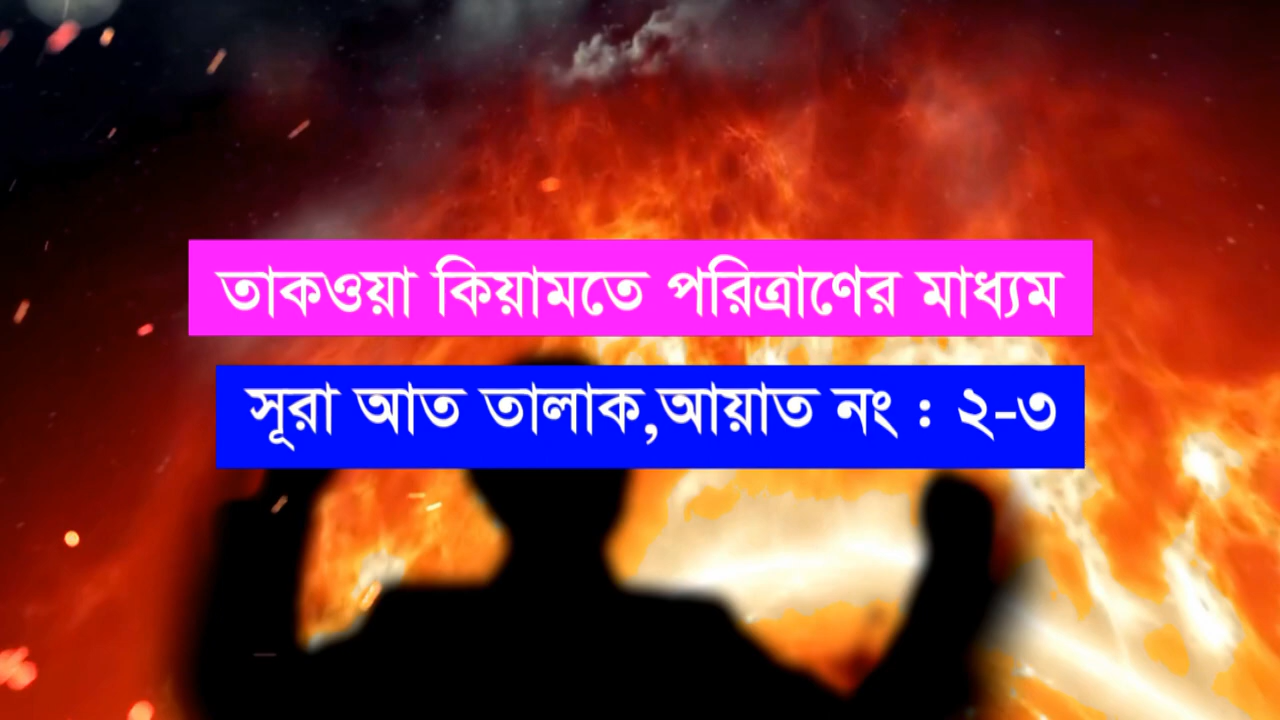 তাকওয়া কিয়ামতে পরিত্রাণের মাধ্যম
সূরা আত তালাক,আয়াত নং : ২-৩